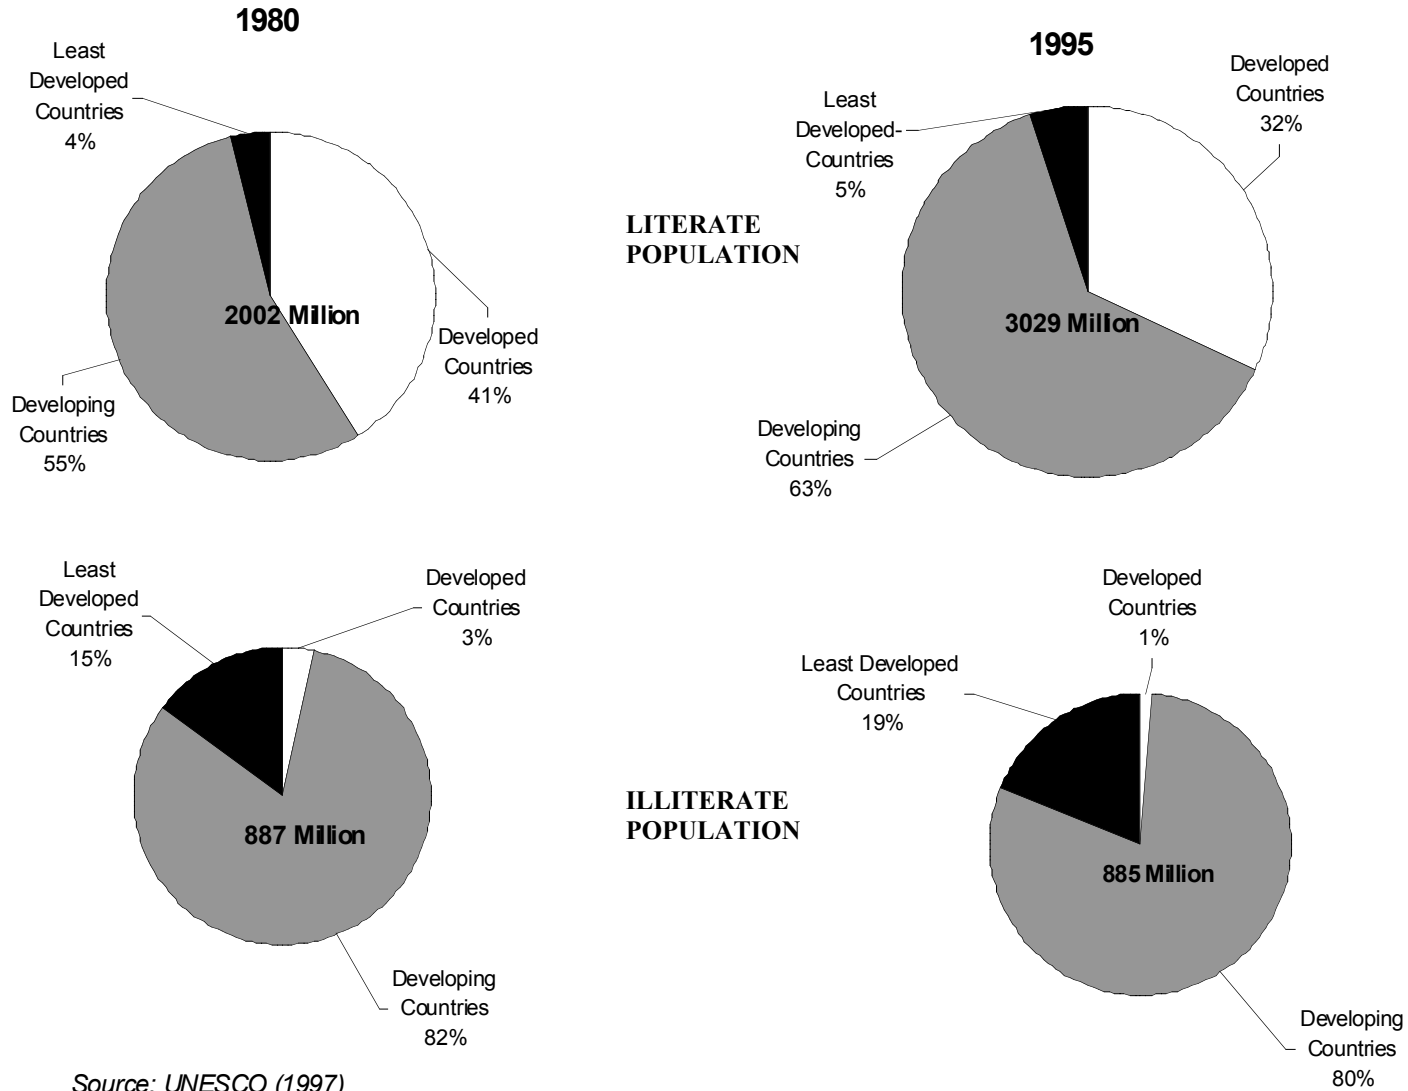 1980
Least
Developed
Countries
4%
2002 Million
Developed
Countries
41%
Developing
Countries
55%
LITERATE
POPULATION
1995
Developed
Countries
32%
Least
Developed-
Countries
5%
3029 Million
Developing
Countries
63%
Least
Developed
Countries
15%
Developed
Countries
3%
887 Million
Developing
Countries
82%
ILLITERATE
POPULATION
Developed
Countries
1%
Least Developed
Countries
19%
885 Million
Developing
Countries
80%
Source: UNESCO (1997)